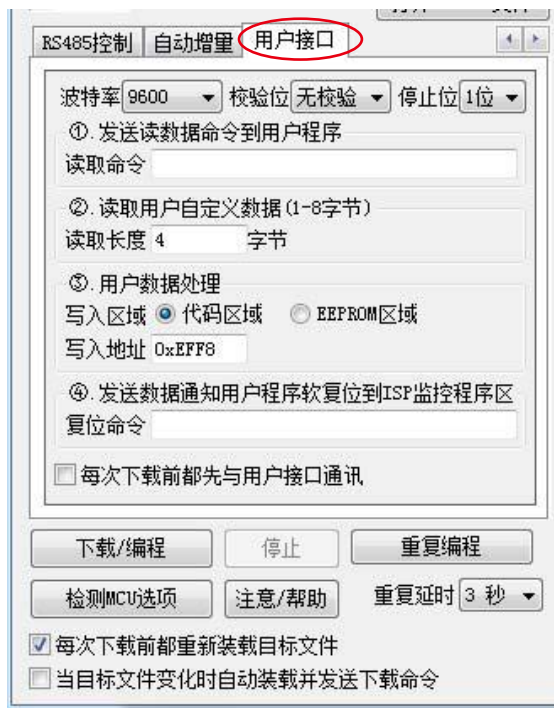 RS485控制 自动增量 用户接口
波特率 9600 校验位 无校验 停止位 1位
①.发送读数据命令到用户程序
读取命令
②.读取用户自定义数据(1-8字节)
读取长度 4 字节
③.用户数据处理
写入区域 代码区域 EEPROM区域
写入地址 0xEFF8
④.发送数据通知用户程序软复位到ISP监控程序区
复位命令
每次下载前都先与用户接口通讯
下载/编程 停止 重复编程
检测MCU选项 注意/帮助 重复延时 3 秒
每次下载前都重新装载目标文件
当目标文件变化时自动装载并发送下载命令